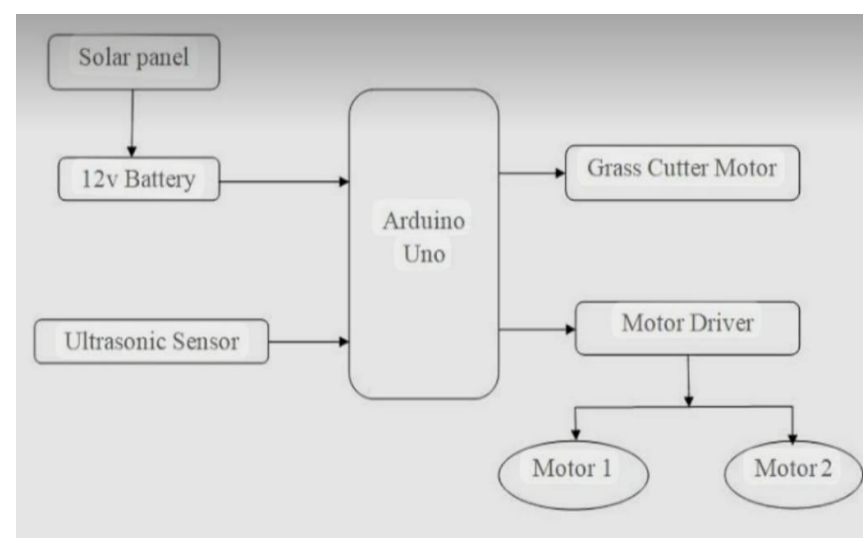 Solar panel
12v Battery
Grass Cutter Motor
Arduino
Uno
Ultrasonic Sensor
Motor Driver
Motor 1
Motor 2